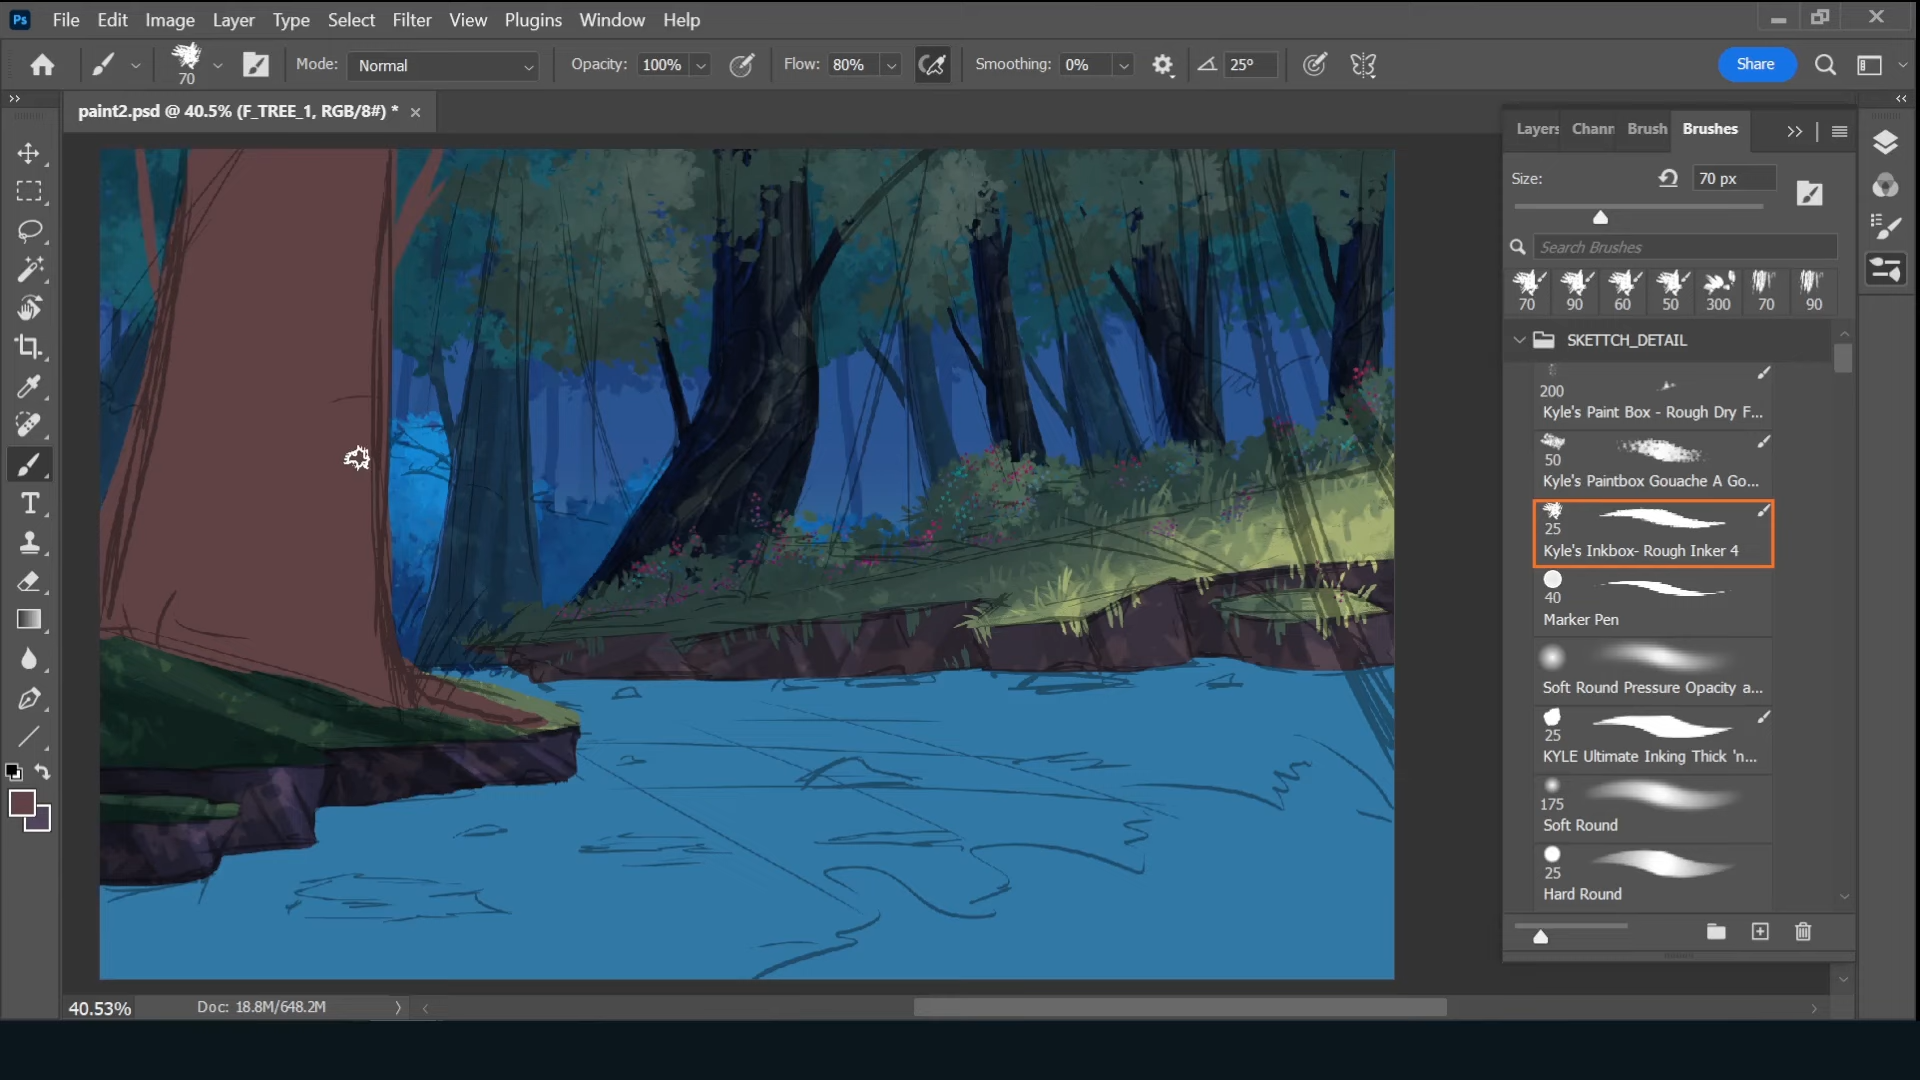 Ps File Edit Image Layer Type Select Filter View Plugins Window Help
70 Mode: Normal Opacity: 100% Flow: 80% Smoothing: 0% 25° Share
paint2.psd @ 40.5% (F_TREE_1, RGB/8#) *
Layers Chann Brush Brushes
Size: 70 px
Search Brushes
70 90 60 50 300 70 90
SKETTCH_DETAIL
200
Kyle's Paint Box - Rough Dry F...
50
Kyle's Paintbox Gouache A Go...
25
Kyle's Inkbox- Rough Inker 4
40
Marker Pen
Soft Round Pressure Opacity a...
25
KYLE Ultimate Inking Thick 'n...
175
Soft Round
25
Hard Round
40.53% Doc: 18.8M/648.2M